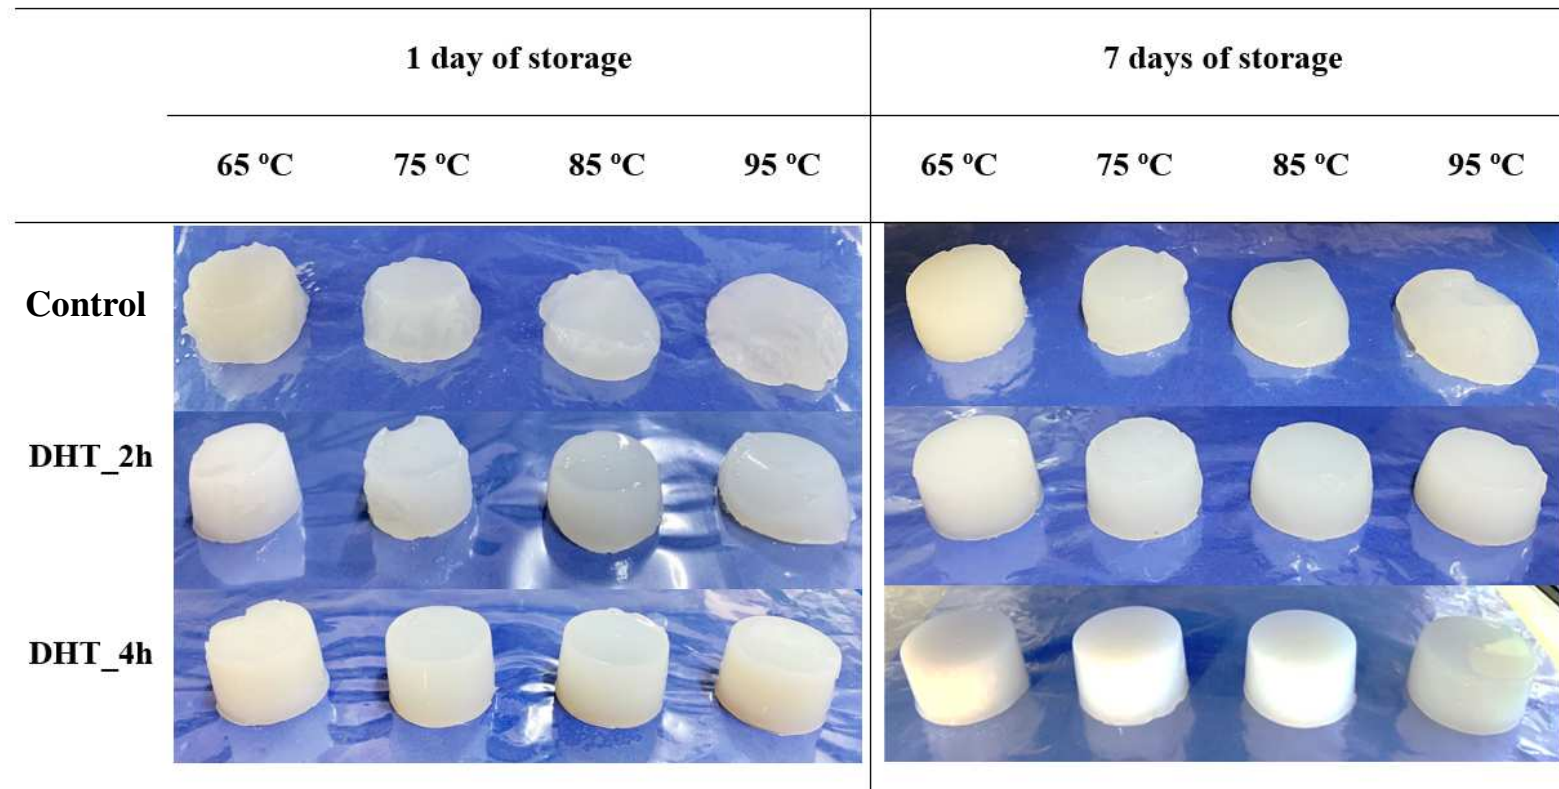 1 day of storage 7 days of storage
65 ºC 75 ºC 85 ºC 95 ºC 65 ºC 75 ºC 85 ºC 95 ºC
Control
DHT_2h
DHT_4h